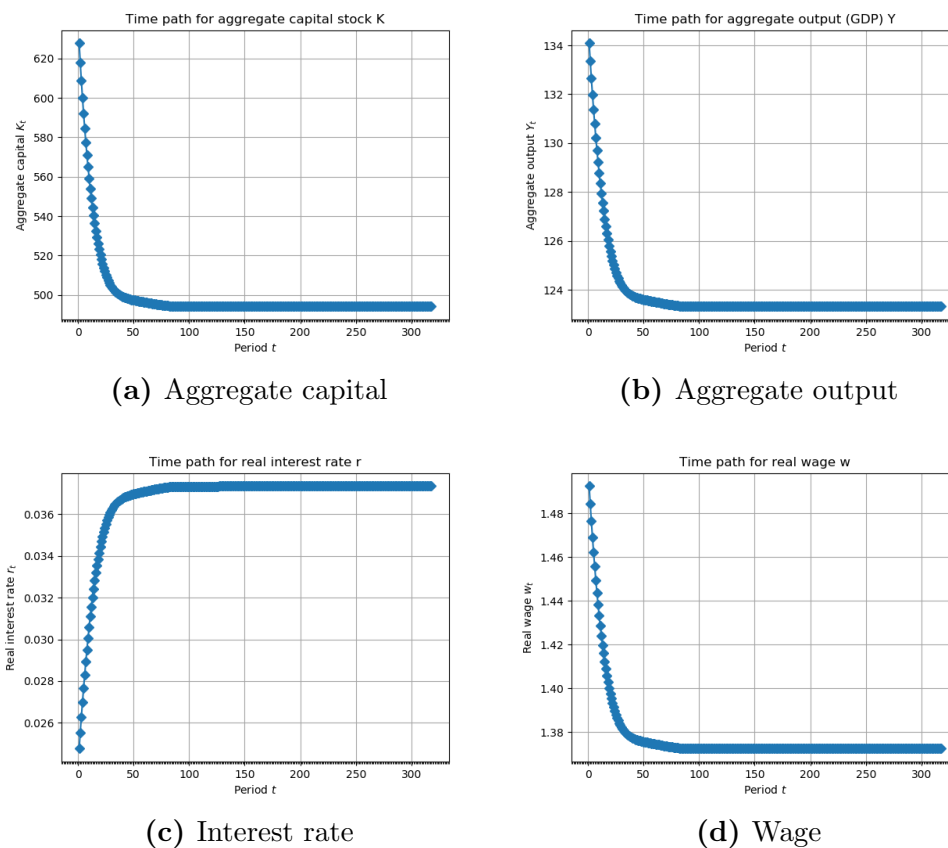 Time path for aggregate capital stock K
620
600
580
560
540
520
500
Aggregate capital K_t
0 50 100 150 200 250 300
Period t
(a) Aggregate capital
Time path for aggregate output (GDP) Y
134
132
130
128
126
124
Aggregate output Y_t
0 50 100 150 200 250 300
Period t
(b) Aggregate output
Time path for real interest rate r
0.036
0.034
0.032
0.030
0.028
0.026
Real interest rate r_t
0 50 100 150 200 250 300
Period t
(c) Interest rate
Time path for real wage w
1.48
1.46
1.44
1.42
1.40
1.38
Real wage w_t
0 50 100 150 200 250 300
Period t
(d) Wage